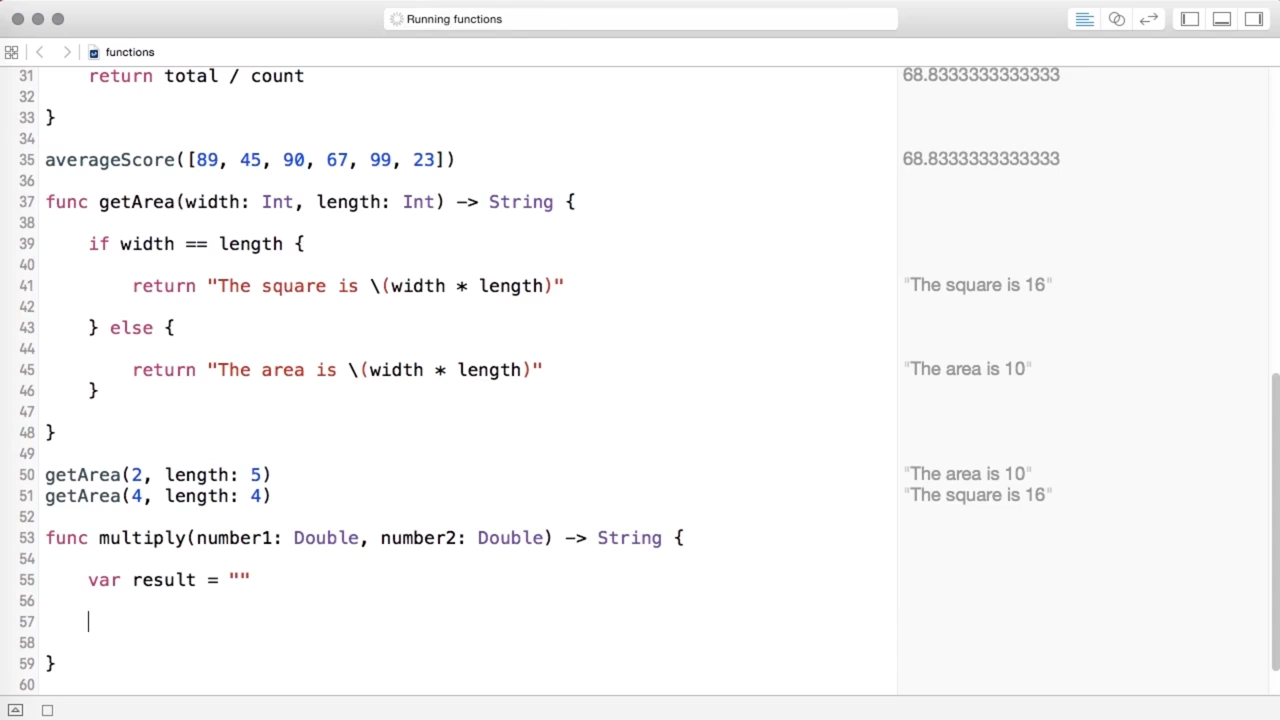 Running functions
functions
31 return total / count 68.8333333333333
32
33 }
34
35 averageScore([89, 45, 90, 67, 99, 23]) 68.8333333333333
36
37 func getArea(width: Int, length: Int) -> String {
38
39 if width == length {
40
41 return "The square is \(width * length)" "The square is 16"
42
43 } else {
44
45 return "The area is \(width * length)" "The area is 10"
46 }
47
48 }
49
50 getArea(2, length: 5) "The area is 10"
51 getArea(4, length: 4) "The square is 16"
52
53 func multiply(number1: Double, number2: Double) -> String {
54
55 var result = ""
56
57
58
59 }
60